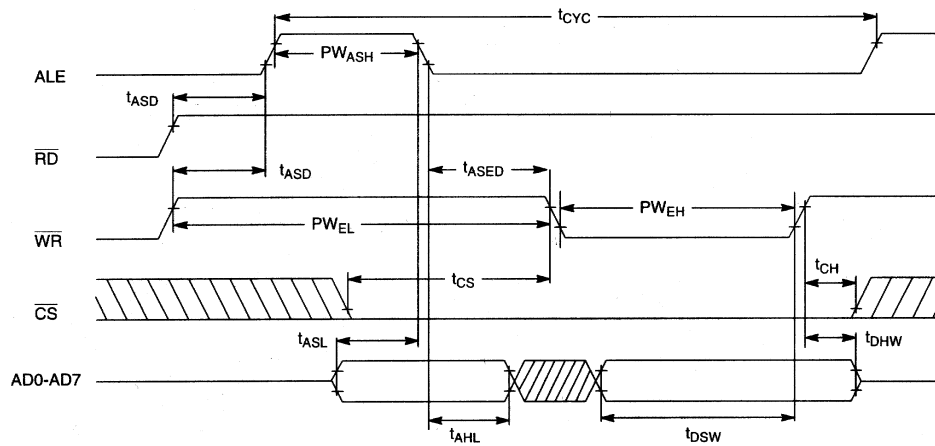 tCYC
ALE
PWASH
tASD
RD
tASD
tASED
WR
PWEL
PWEH
tCS
tCH
CS
tASL
tDHW
AD0-AD7
tAHL
tDSW